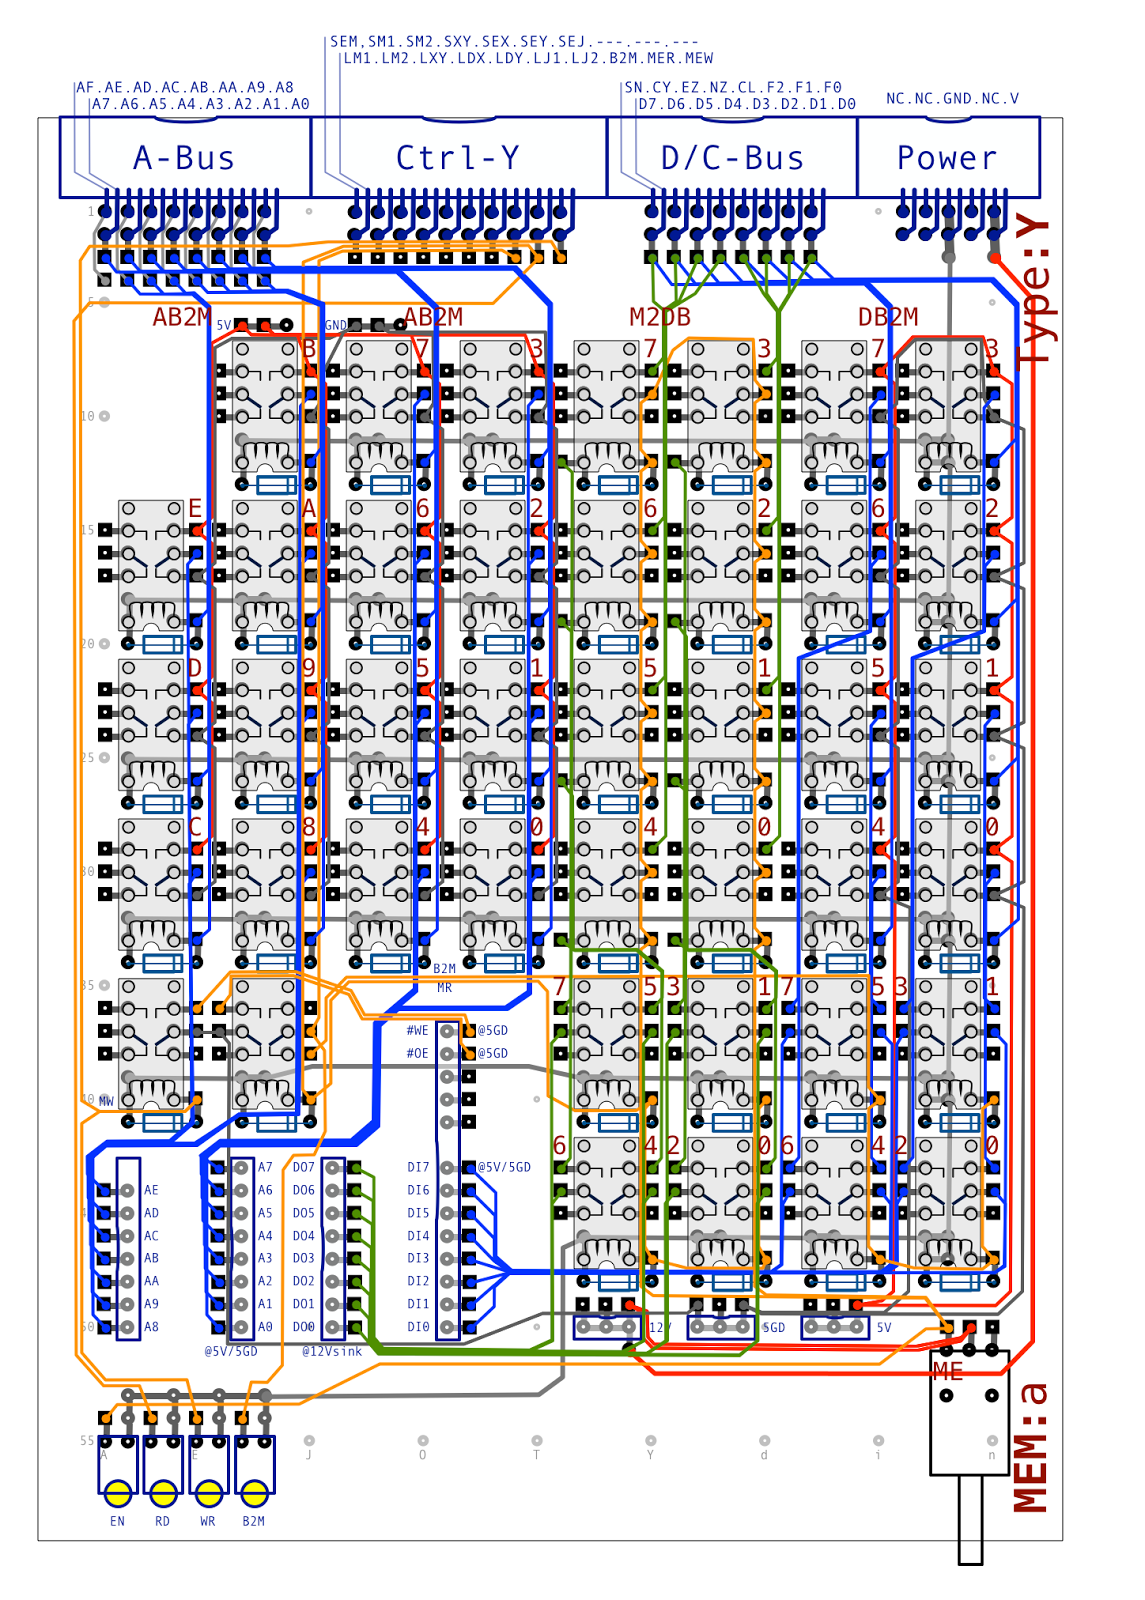 SEM,SM1.SM2.SXY.SEX.SEY.SEJ.---.---.---
LM1.LM2.LXY.LDX.LDY.LJ1.LJ2.B2M.MER.MEW
AF.AE.AD.AC.AB.AA.A9.A8
A7.A6.A5.A4.A3.A2.A1.A0
SN.CY.EZ.NZ.CL.F2.F1.F0
D7.D6.D5.D4.D3.D2.D1.D0
NC.NC.GND.NC.V
A-Bus Ctrl-Y D/C-Bus Power
1
Type:Y
5
AB2M 5V GND AB2M M2DB DB2M
B 7 3 7 3 7 3
10
E A 6 2 6 2 6 2
15
20
D 9 5 1 5 1 5 1
25
C 8 4 0 4 0 4 0
30
B2M
MR
35
7 5 3 1 7 5 3 1
#WE @5GD
#OE @5GD
MW
40
6 4 2 0 6 4 2 0
A7 DO7 DI7 @5V/5GD
AE A6 DO6 DI6
AD A5 DO5 DI5
AC A4 DO4 DI4
AB A3 DO3 DI3
AA A2 DO2 DI2
A9 A1 DO1 DI1
50 A8 A0 DO0 DI0 12V 5GD 5V
@5V/5GD @12Vsink
ME
MEM:a
55
A E J O T Y d i n
EN RD WR B2M